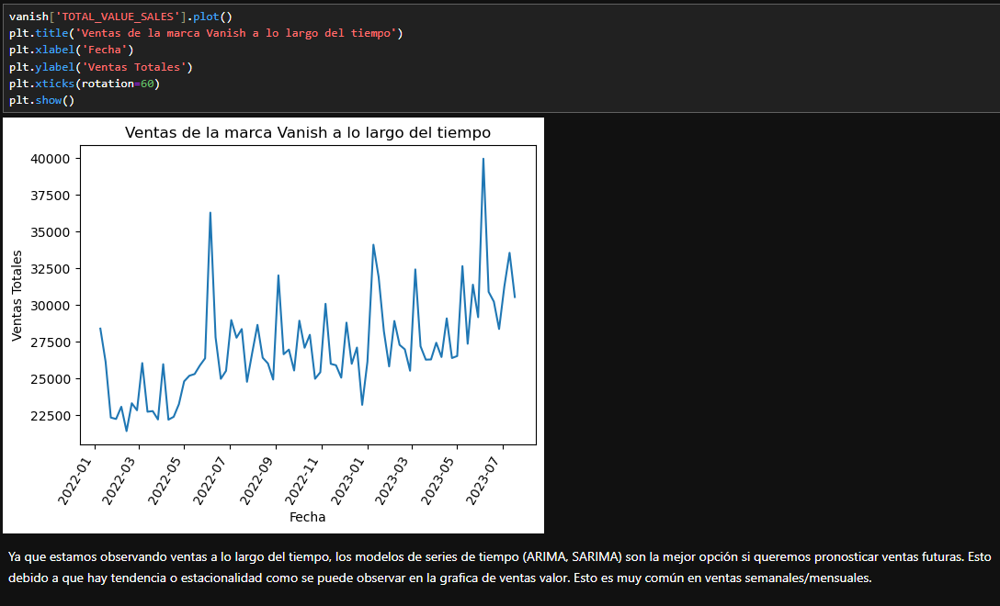 vanish['TOTAL_VALUE_SALES'].plot()
plt.title('Ventas de la marca Vanish a lo largo del tiempo')
plt.xlabel('Fecha')
plt.ylabel('Ventas Totales')
plt.xticks(rotation=60)
plt.show()
Ventas de la marca Vanish a lo largo del tiempo
40000
37500
35000
32500
30000
27500
25000
22500
Ventas Totales
2022-01
2022-03
2022-05
2022-07
2022-09
2022-11
2023-01
2023-03
2023-05
2023-07
Fecha
Ya que estamos observando ventas a lo largo del tiempo, los modelos de series de tiempo (ARIMA, SARIMA) son la mejor opción si queremos pronosticar ventas futuras. Esto
debido a que hay tendencia o estacionalidad como se puede observar en la grafica de ventas valor. Esto es muy común en ventas semanales/mensuales.